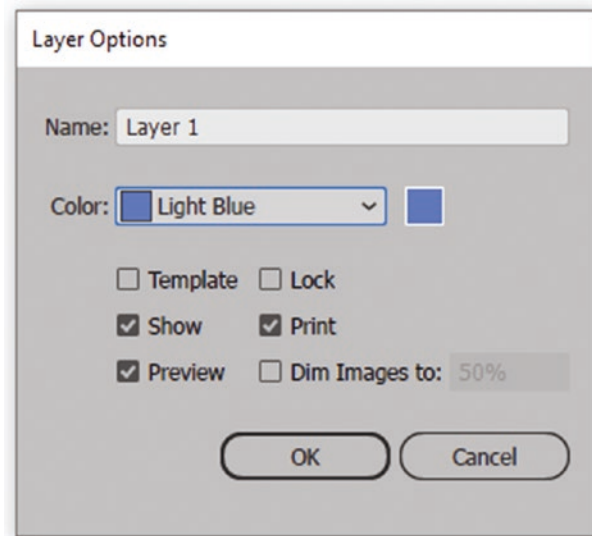 Layer Options
Name: Layer 1
Color: Light Blue
Template Lock
Show Print
Preview Dim Images to: 50%
OK Cancel